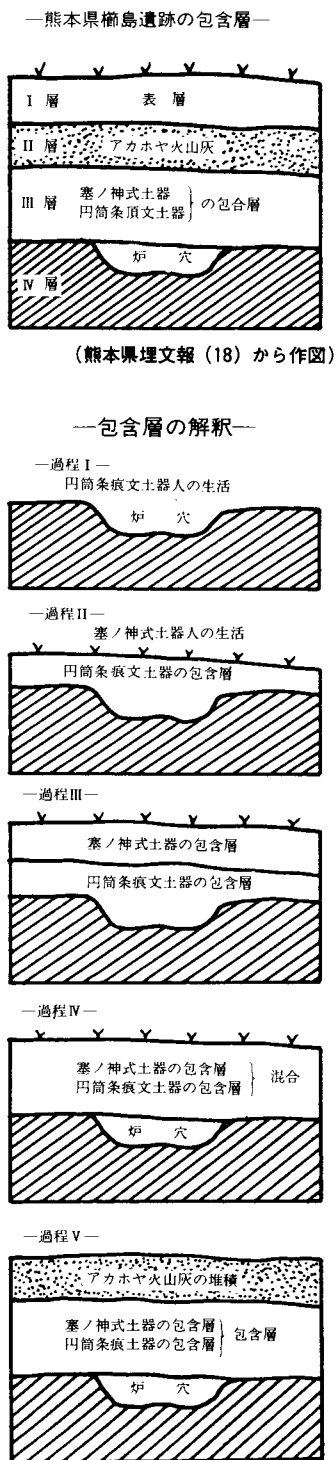 —熊本県櫛島遺跡の包含層—
I 層 表 層
II 層 アカホヤ火山灰
III 層 塞ノ神式土器
円筒条頂文土器 } の包合層
炉 穴
IV 層
(熊本県埋文報（18）から作図)
—包含層の解釈—
—過程 I—
円筒条痕文土器人の生活
炉 穴
—過程II—
塞ノ神式土器人の生活
円筒条痕文土器の包含層
—過程III—
塞ノ神式土器の包含層
円筒条痕文土器の包含層
—過程IV—
塞ノ神式土器の包含層
円筒条痕文土器の包含層 } 混合
炉 穴
—過程 V—
アカホヤ火山灰の堆積
塞ノ神式土器の包含層
円筒条痕土器の包含層 } 包含層
炉 穴